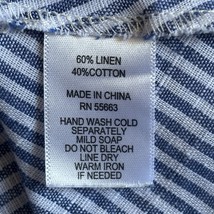 60% LINEN
40%COTTON
MADE IN CHINA
RN 55663
HAND WASH COLD
SEPARATELY
MILD SOAP
DO NOT BLEACH
LINE DRY
WARM IRON
IF NEEDED